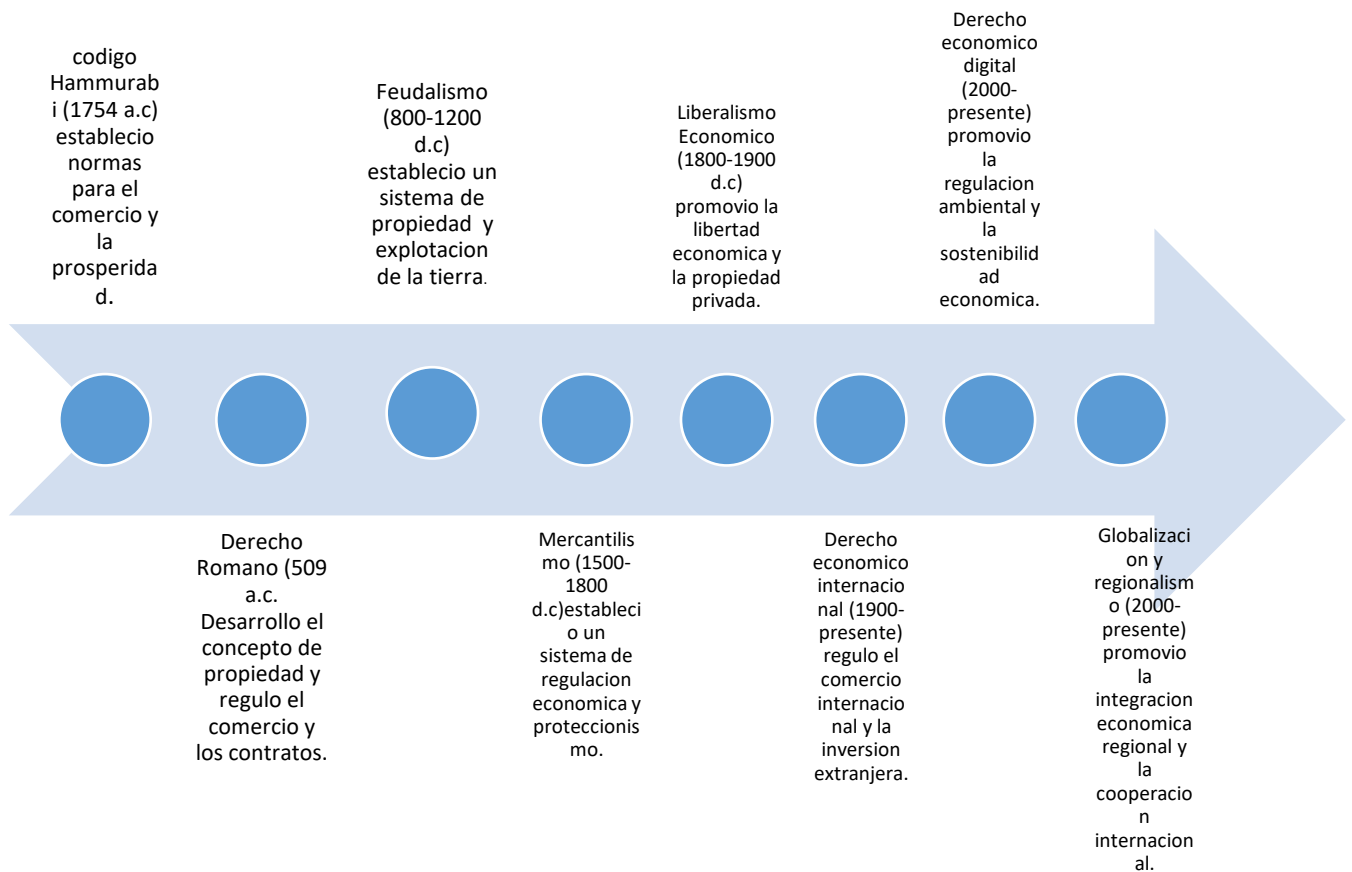 codigo
Hammurab
i (1754 a.c)
establecio
normas
para el
comercio y
la
prosperida
d.
Derecho
Romano (509
a.c.
Desarrollo el
concepto de
propiedad y
regulo el
comercio y
los contratos.
Feudalismo
(800-1200
d.c)
establecio un
sistema de
propiedad y
explotacion
de la tierra.
Mercantilis
mo (1500-
1800
d.c)estableci
o un
sistema de
regulacion
economica y
proteccionis
mo.
Liberalismo
Economico
(1800-1900
d.c)
promovio la
libertad
economica y
la propiedad
privada.
Derecho
economico
internacio
nal (1900-
presente)
regulo el
comercio
internacio
nal y la
inversion
extranjera.
Derecho
economico
digital
(2000-
presente)
promovio
la
regulacion
ambiental y
la
sostenibilid
ad
economica.
Globalizaci
on y
regionalism
o (2000-
presente)
promovio
la
integracion
economica
regional y
la
cooperacio
n
internacion
al.